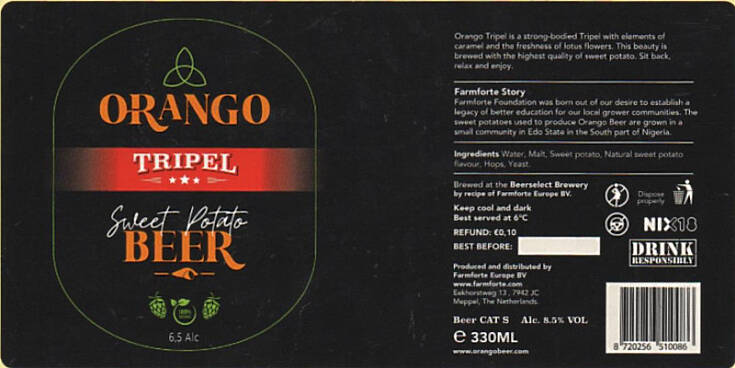 ORANGO
TRIPEL
Sweet Potato
BEER
100%
6,5 Alc
Orango Tripel is a strong-bodied Tripel with elements of
caramel and the freshness of lotus flowers. This beauty is
brewed with the highest quality of sweet potato. Sit back,
relax and enjoy.
Farmforte Story
Farmforte Foundation was born out of our desire to establish a
legacy of better education for our local grower communities. The
sweet potatoes used to produce Orango Beer are grown in a
small community in Edo State in the South part of Nigeria.
Ingredients Water, Malt, Sweet potato, Natural sweet potato
flavour, Hops, Yeast.
Brewed at the Beerselect Brewery
by recipe of Farmforte Europe BV.
Keep cool and dark
Best served at 6°C
REFUND: €0,10
BEST BEFORE:
Produced and distributed by
Farmforte Europe BV
www.farmforte.com
Eekhorstweg 13 , 7942 JC
Meppel, The Netherlands.
Beer CAT S Alc. 8.5% VOL
e 330ML
www.orangobeer.com
Dispose
properly
NIX18
DRINK
RESPONSIBLY
8 720256 510086